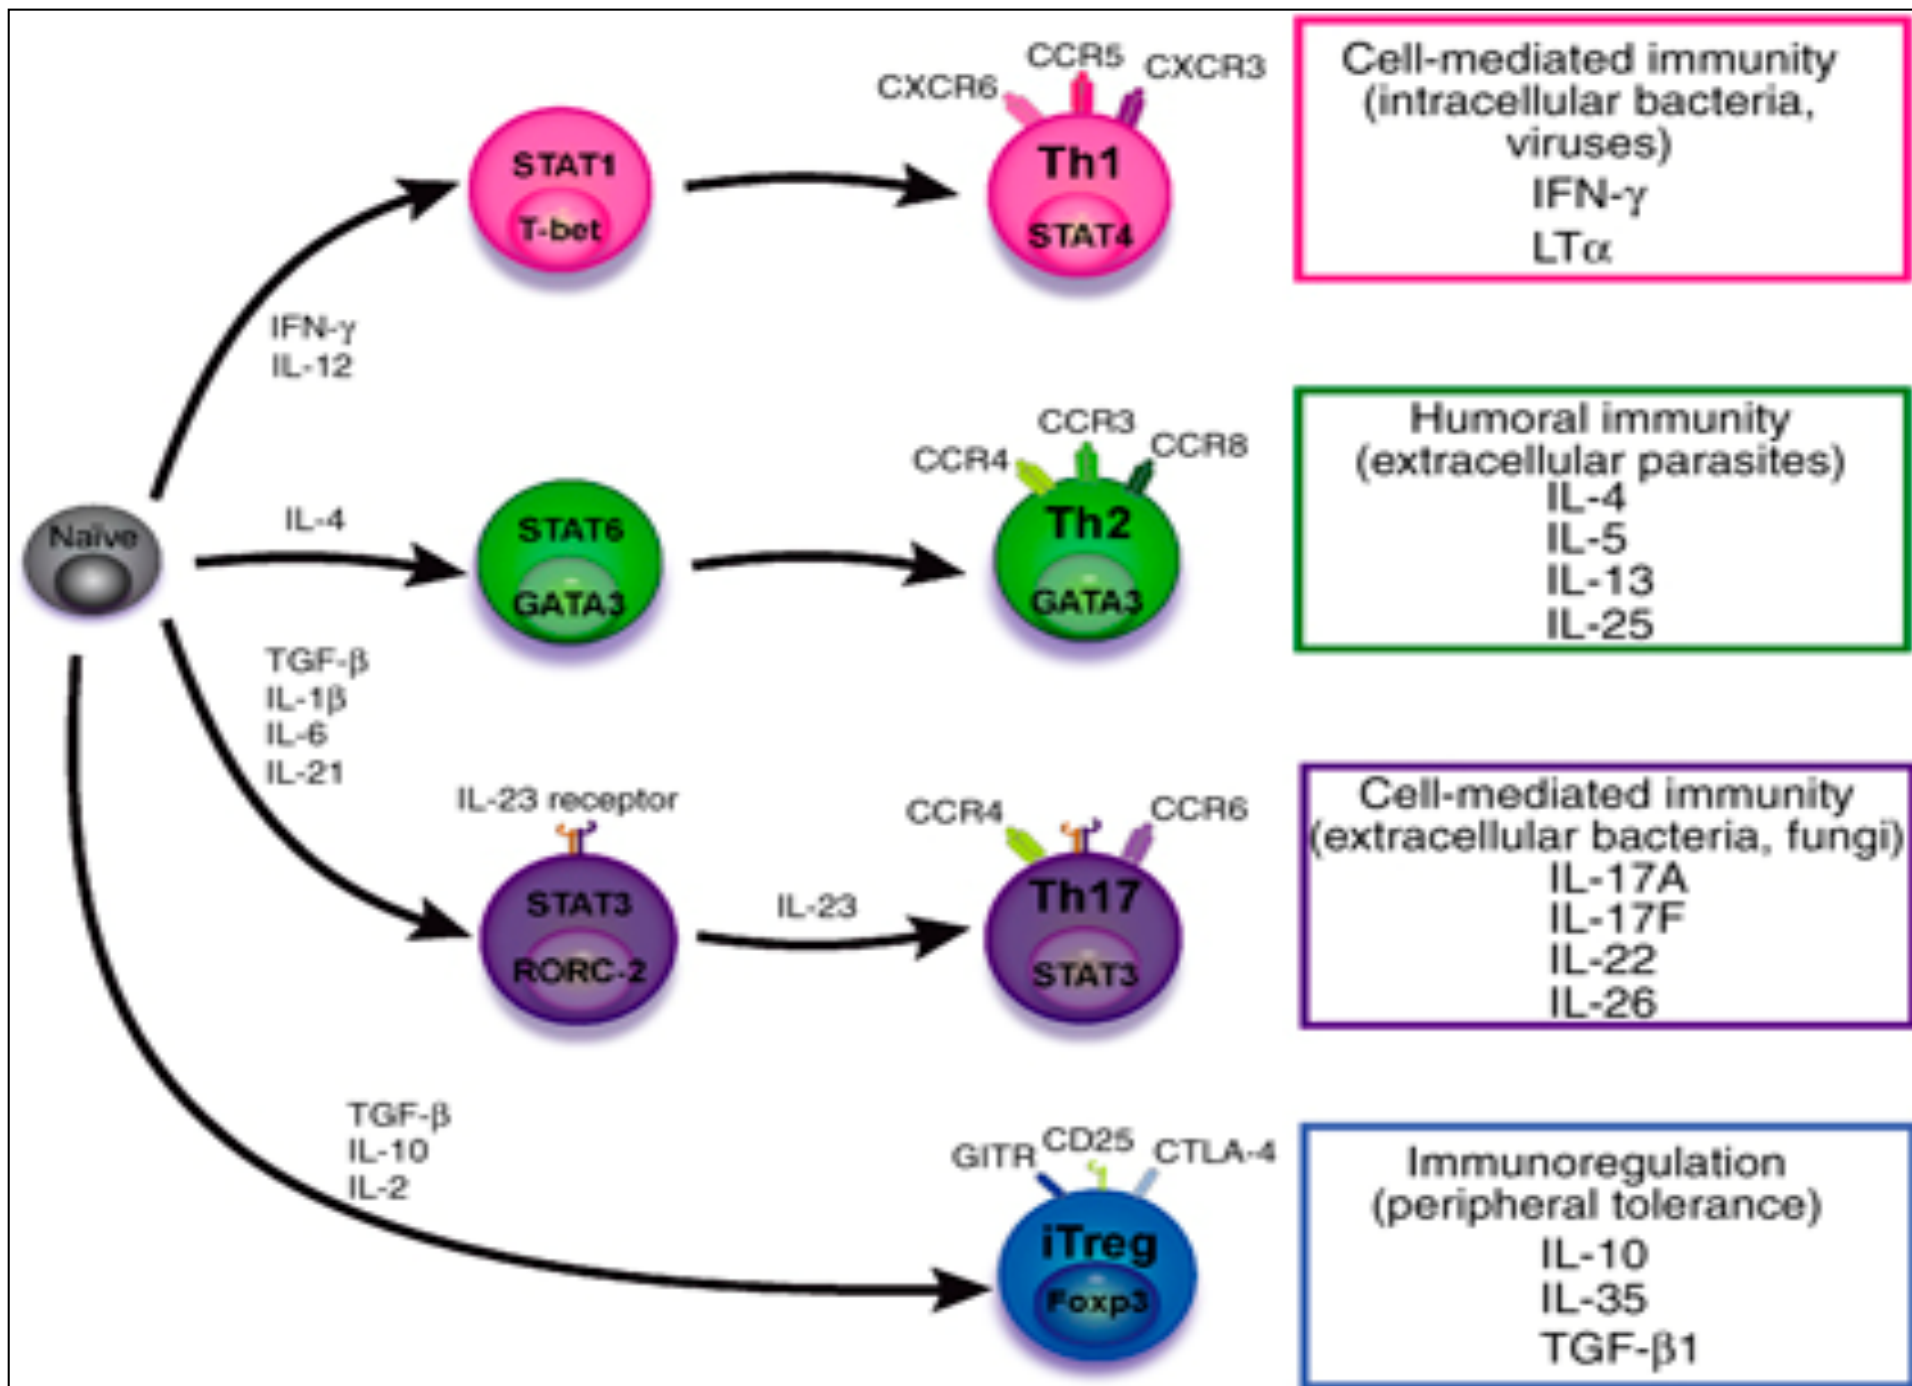 CXCR6
CCR5
CXCR3
STAT1
T-bet
Th1
STAT4
Cell-mediated immunity
(intracellular bacteria,
viruses)
IFN-γ
LTα
IFN-γ
IL-12
Naïve
IL-4
STAT6
GATA3
CCR4
CCR3
CCR8
Th2
GATA3
Humoral immunity
(extracellular parasites)
IL-4
IL-5
IL-13
IL-25
TGF-β
IL-1β
IL-6
IL-21
IL-23 receptor
STAT3
RORC-2
IL-23
CCR4
CCR6
Th17
STAT3
Cell-mediated immunity
(extracellular bacteria, fungi)
IL-17A
IL-17F
IL-22
IL-26
TGF-β
IL-10
IL-2
GITR
CD25
CTLA-4
iTreg
Foxp3
Immunoregulation
(peripheral tolerance)
IL-10
IL-35
TGF-β1